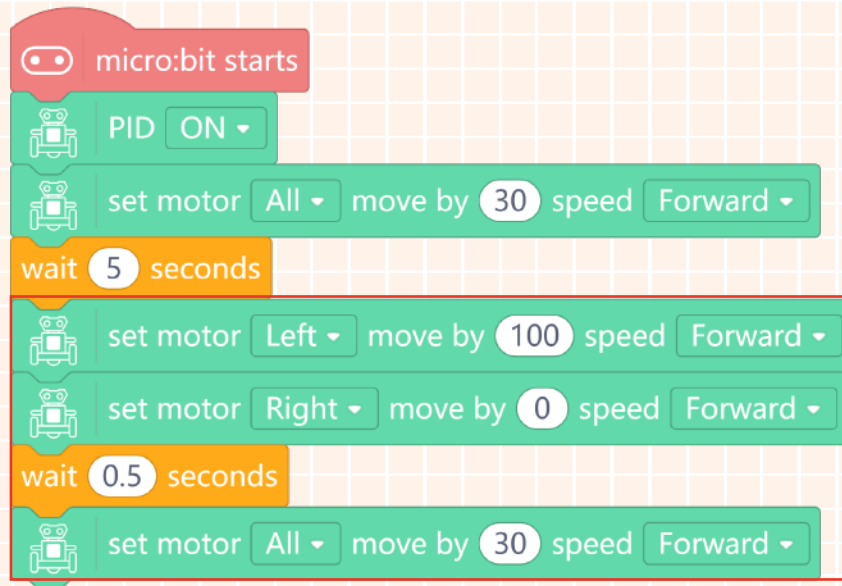 micro:bit starts
PID ON
set motor All move by 30 speed Forward
wait 5 seconds
set motor Left move by 100 speed Forward
set motor Right move by 0 speed Forward
wait 0.5 seconds
set motor All move by 30 speed Forward